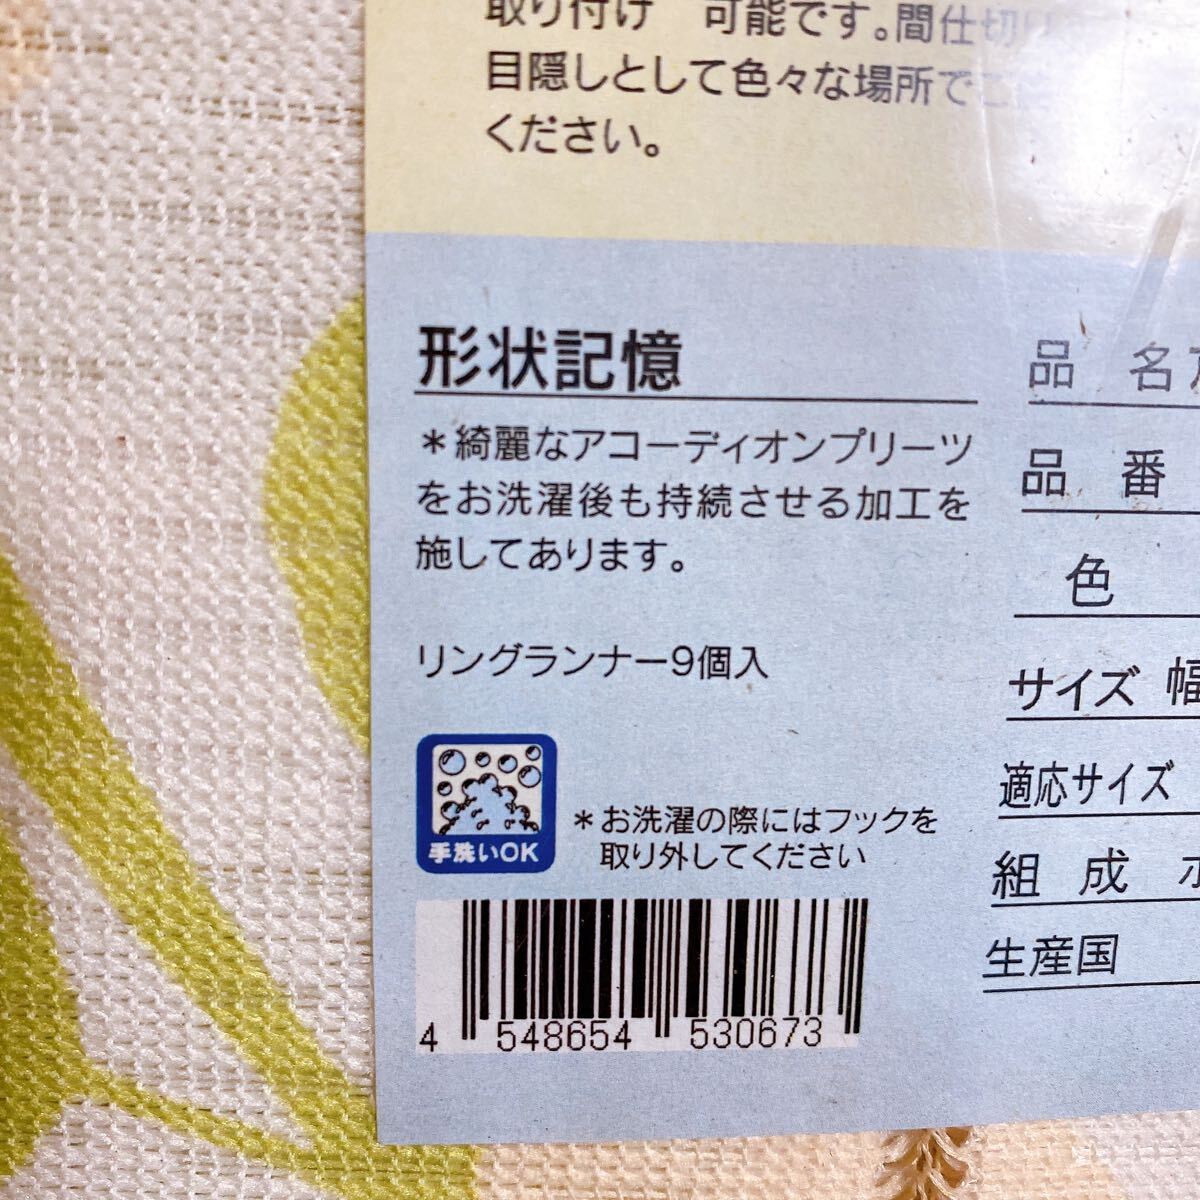 取り付け 可能です。間仕切り
目隠しとして色々な場所でご
ください。
形状記憶
＊綺麗なアコーディオンプリーツ
をお洗濯後も持続させる加工を
施してあります。
リングランナー9個入
手洗いOK
＊お洗濯の際にはフックを
取り外してください
4 548654 530673
品 名
品 番
色
サイズ 幅
適応サイズ
組 成 ポ
生産国